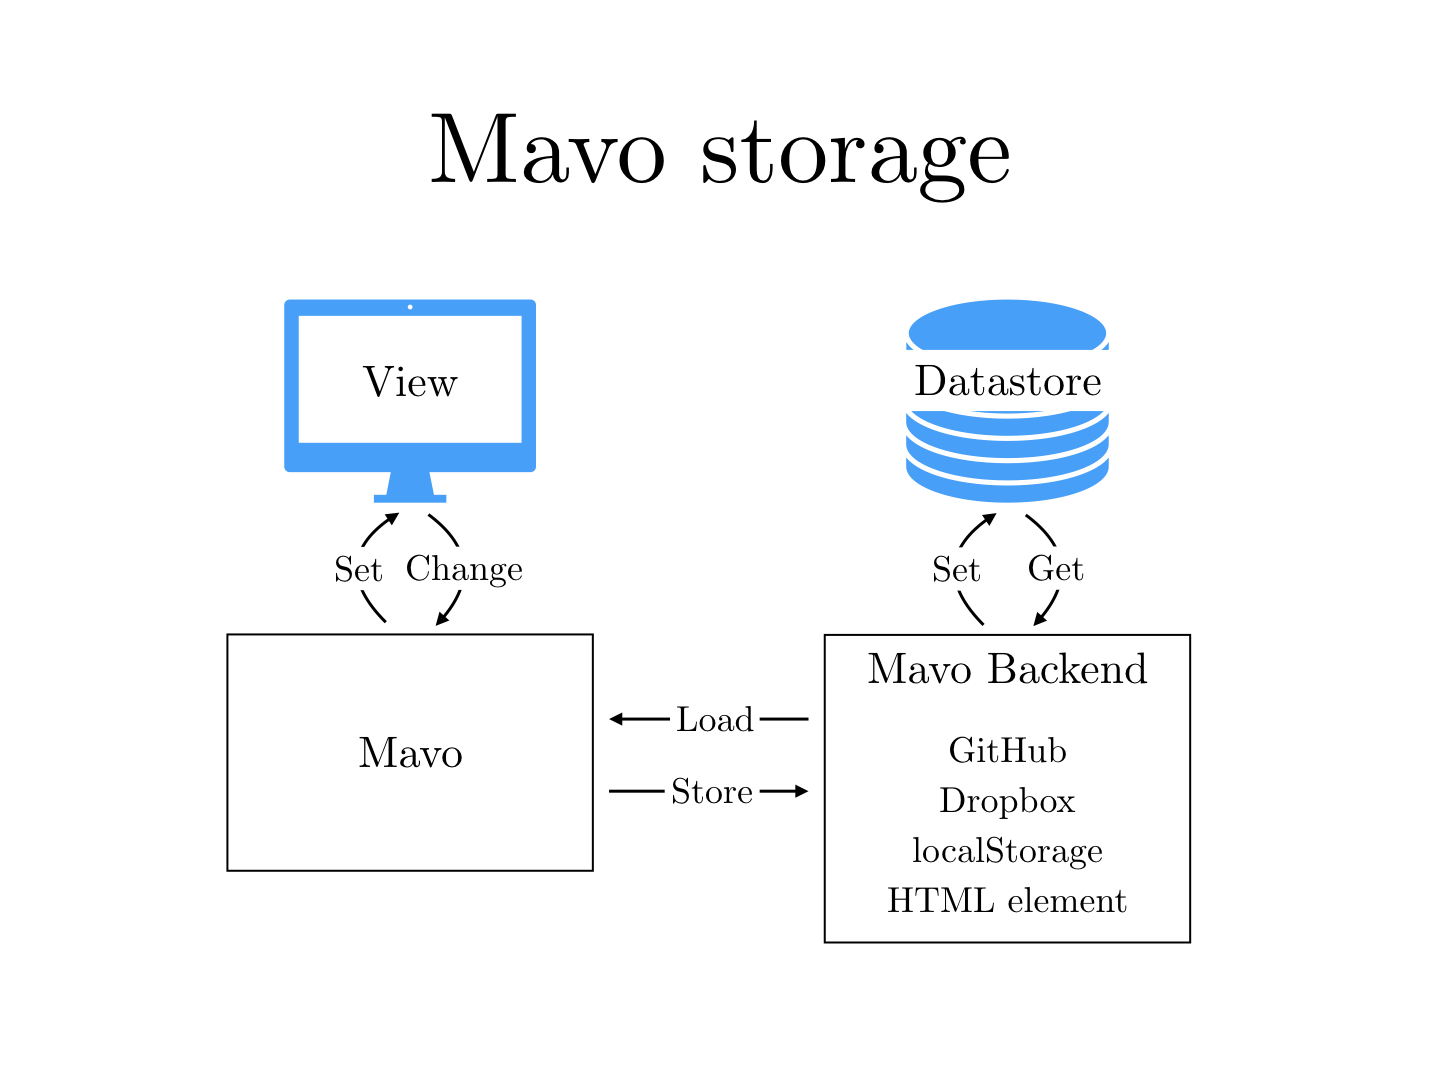 Mavo storage
View
Datastore
Set Change
Set Get
Mavo Backend
Load
Mavo
GitHub
Store
Dropbox
localStorage
HTML element